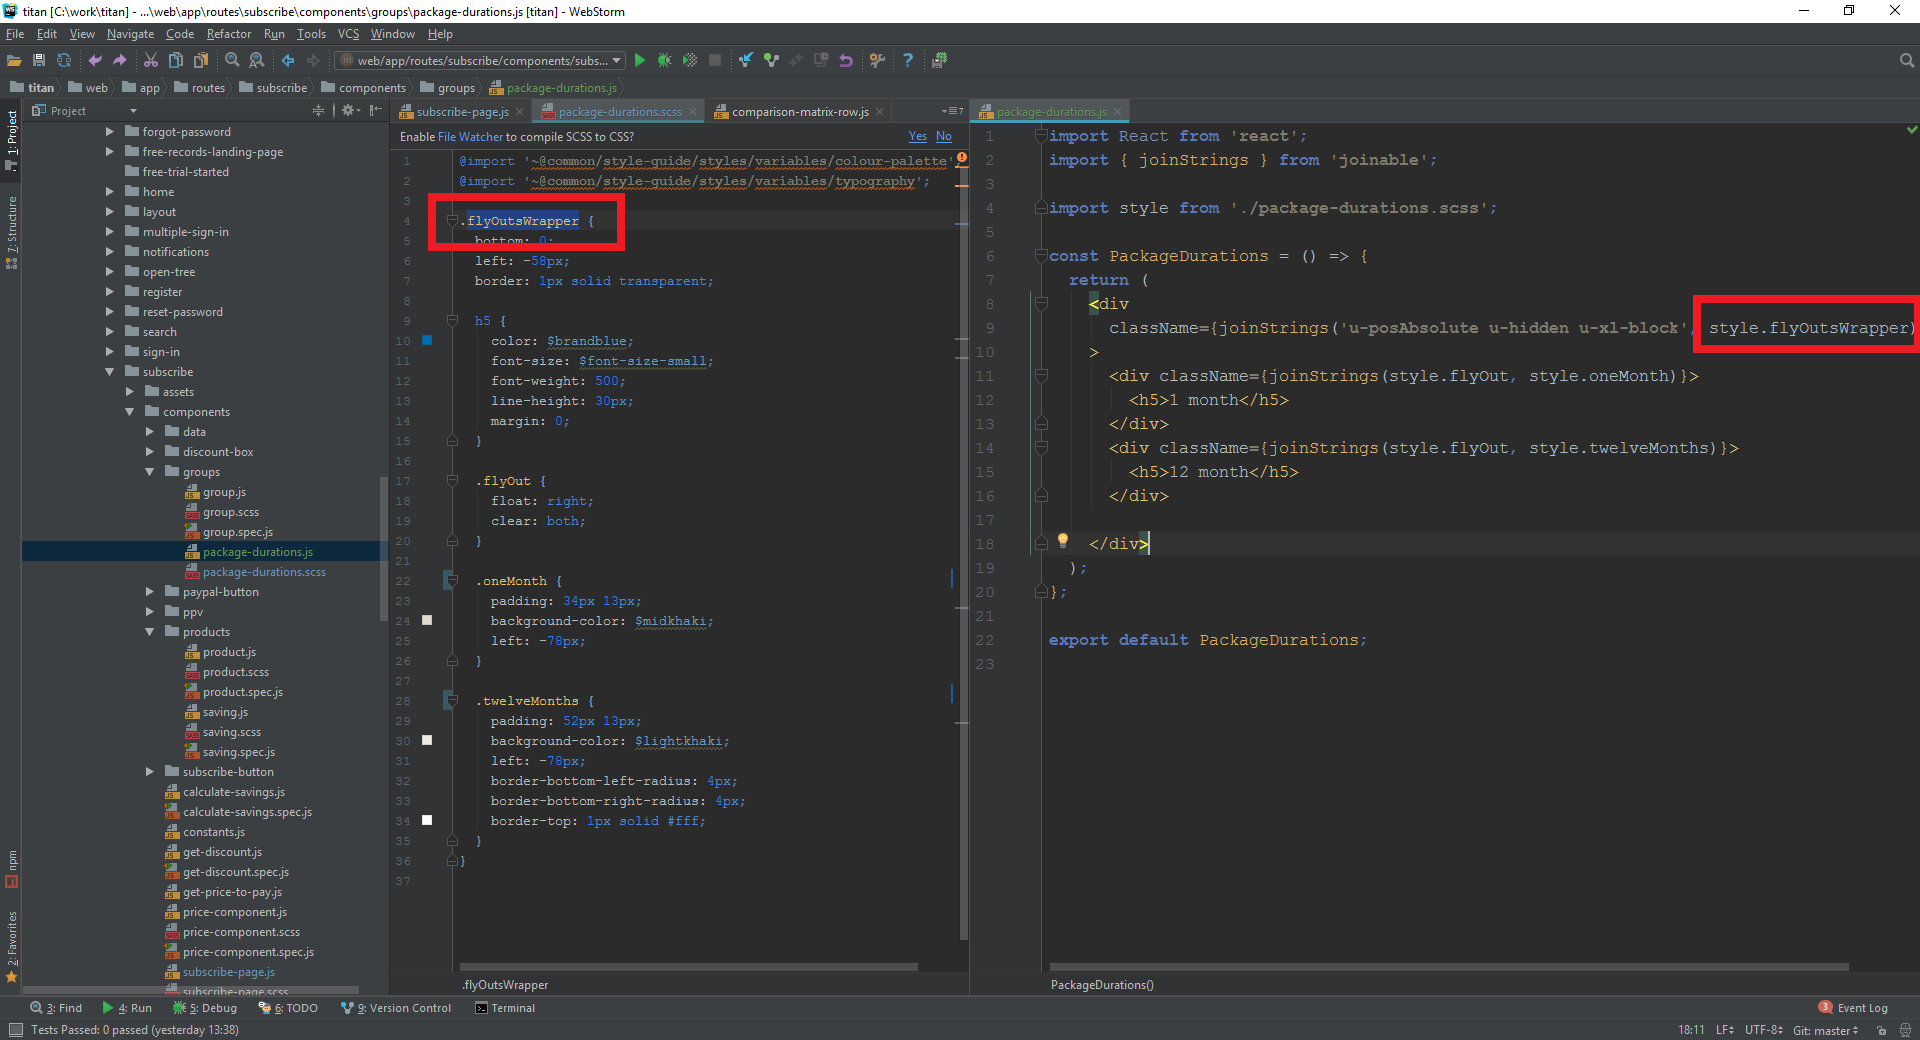 titan [C:\work\titan] - ...\web\app\routes\subscribe\components\groups\package-durations.js [titan] - WebStorm
File Edit View Navigate Code Refactor Run Tools VCS Window Help
web/app/routes/subscribe/components/subs...
titan web app routes subscribe components groups package-durations.js
1: Project
7: Structure
npm
2: Favorites
Project
forgot-password
free-records-landing-page
free-trial-started
home
layout
multiple-sign-in
notifications
open-tree
register
reset-password
search
sign-in
subscribe
assets
components
data
discount-box
groups
group.js
group.scss
group.spec.js
package-durations.js
package-durations.scss
paypal-button
ppv
products
product.js
product.scss
product.spec.js
saving.js
saving.scss
saving.spec.js
subscribe-button
calculate-savings.js
calculate-savings.spec.js
constants.js
get-discount.js
get-discount.spec.js
get-price-to-pay.js
price-component.js
price-component.scss
price-component.spec.js
subscribe-page.js
subscribe-page.scss
subscribe-page.js package-durations.scss comparison-matrix-row.js 7
Enable File Watcher to compile SCSS to CSS? Yes No
1 @import '~@common/style-guide/styles/variables/colour-palette';
2 @import '~@common/style-guide/styles/variables/typography';
3
4 .flyOutsWrapper {
5 bottom: 0;
6 left: -58px;
7 border: 1px solid transparent;
8
9 h5 {
10 color: $brandblue;
11 font-size: $font-size-small;
12 font-weight: 500;
13 line-height: 30px;
14 margin: 0;
15 }
16
17 .flyOut {
18 float: right;
19 clear: both;
20 }
21
22 .oneMonth {
23 padding: 34px 13px;
24 background-color: $midkhaki;
25 left: -78px;
26 }
27
28 .twelveMonths {
29 padding: 52px 13px;
30 background-color: $lightkhaki;
31 left: -78px;
32 border-bottom-left-radius: 4px;
33 border-bottom-right-radius: 4px;
34 border-top: 1px solid #fff;
35 }
36 }
37
.flyOutsWrapper
package-durations.js
1 import React from 'react';
2 import { joinStrings } from 'joinable';
3
4 import style from './package-durations.scss';
5
6 const PackageDurations = () => {
7 return (
8 <div
9 className={joinStrings('u-posAbsolute u-hidden u-xl-block', style.flyOutsWrapper)
10 >
11 <div className={joinStrings(style.flyOut, style.oneMonth)}>
12 <h5>1 month</h5>
13 </div>
14 <div className={joinStrings(style.flyOut, style.twelveMonths)}>
15 <h5>12 month</h5>
16 </div>
17
18 </div>
19 );
20 };
21
22 export default PackageDurations;
23
PackageDurations()
3: Find 4: Run 5: Debug 6: TODO 9: Version Control Terminal 3 Event Log
Tests Passed: 0 passed (yesterday 13:38) 18:11 LF UTF-8 Git: master